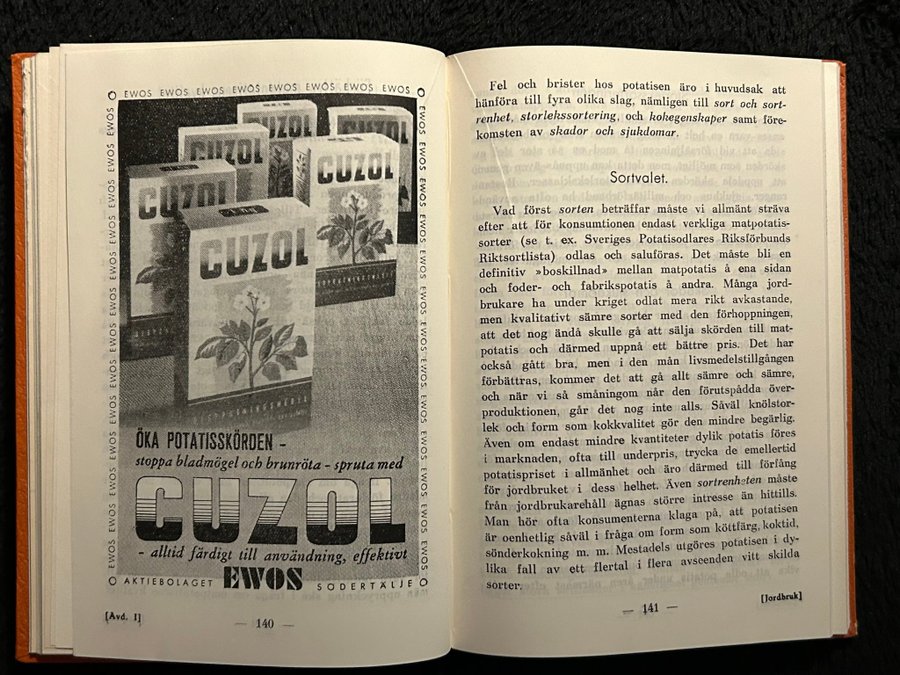 EWOS EWOS EWOS EWOS EWOS EWOS EWOS EWOS EWOS
CUZOL
CUZOL
CUZOL
CUZOL
CUZOL
ÖKA POTATISSKÖRDEN -
stoppa bladmögel och brunröta - spruta med
CUZOL
- alltid färdigt till användning, effektivt
AKTIEBOLAGET EWOS SÖDERTÄLJE
[Avd. I]
— 140 —
Fel och brister hos potatisen äro i huvudsak att
hänföra till fyra olika slag, nämligen till sort och sort-
renhet, storlekssortering, och kokegenskaper samt före-
komsten av skador och sjukdomar.
Sortvalet.
Vad först sorten beträffar måste vi allmänt sträva
efter att för konsumtionen endast verkliga matpotatis-
sorter (se t. ex. Sveriges Potatisodlares Riksförbunds
Riktsortlista) odlas och saluföras. Det måste bli en
definitiv »boskillnad» mellan matpotatis å ena sidan
och foder- och fabrikspotatis å andra. Många jord-
brukare ha under kriget odlat mera rikt avkastande,
men kvalitativt sämre sorter med den förhoppningen,
att det nog ändå skulle gå att sälja skörden till mat-
potatis och därmed uppnå ett bättre pris. Det har
också gått bra, men i den mån livsmedelstillgången
förbättras, kommer det att gå allt sämre och sämre,
och när vi så småningom når den förutspådda över-
produktionen, går det nog inte alls. Såväl knölstor-
lek och form som kokkvalitet gör den mindre begärlig.
Även om endast mindre kvantiteter dylik potatis föres
i marknaden, ofta till underpris, trycka de emellertid
potatispriset i allmänhet och äro därmed till förfång
för jordbruket i dess helhet. Även sortrenheten måste
från jordbrukarehåll ägnas större intresse än hittills.
Man hör ofta konsumenterna klaga på, att potatisen
är oenhetlig såväl i fråga om form som köttfärg, koktid,
sönderkokning m. m. Mestadels utgöres potatisen i dy-
lika fall av ett flertal i flera avseenden vitt skilda
sorter.
[Jordbruk]
— 141 —